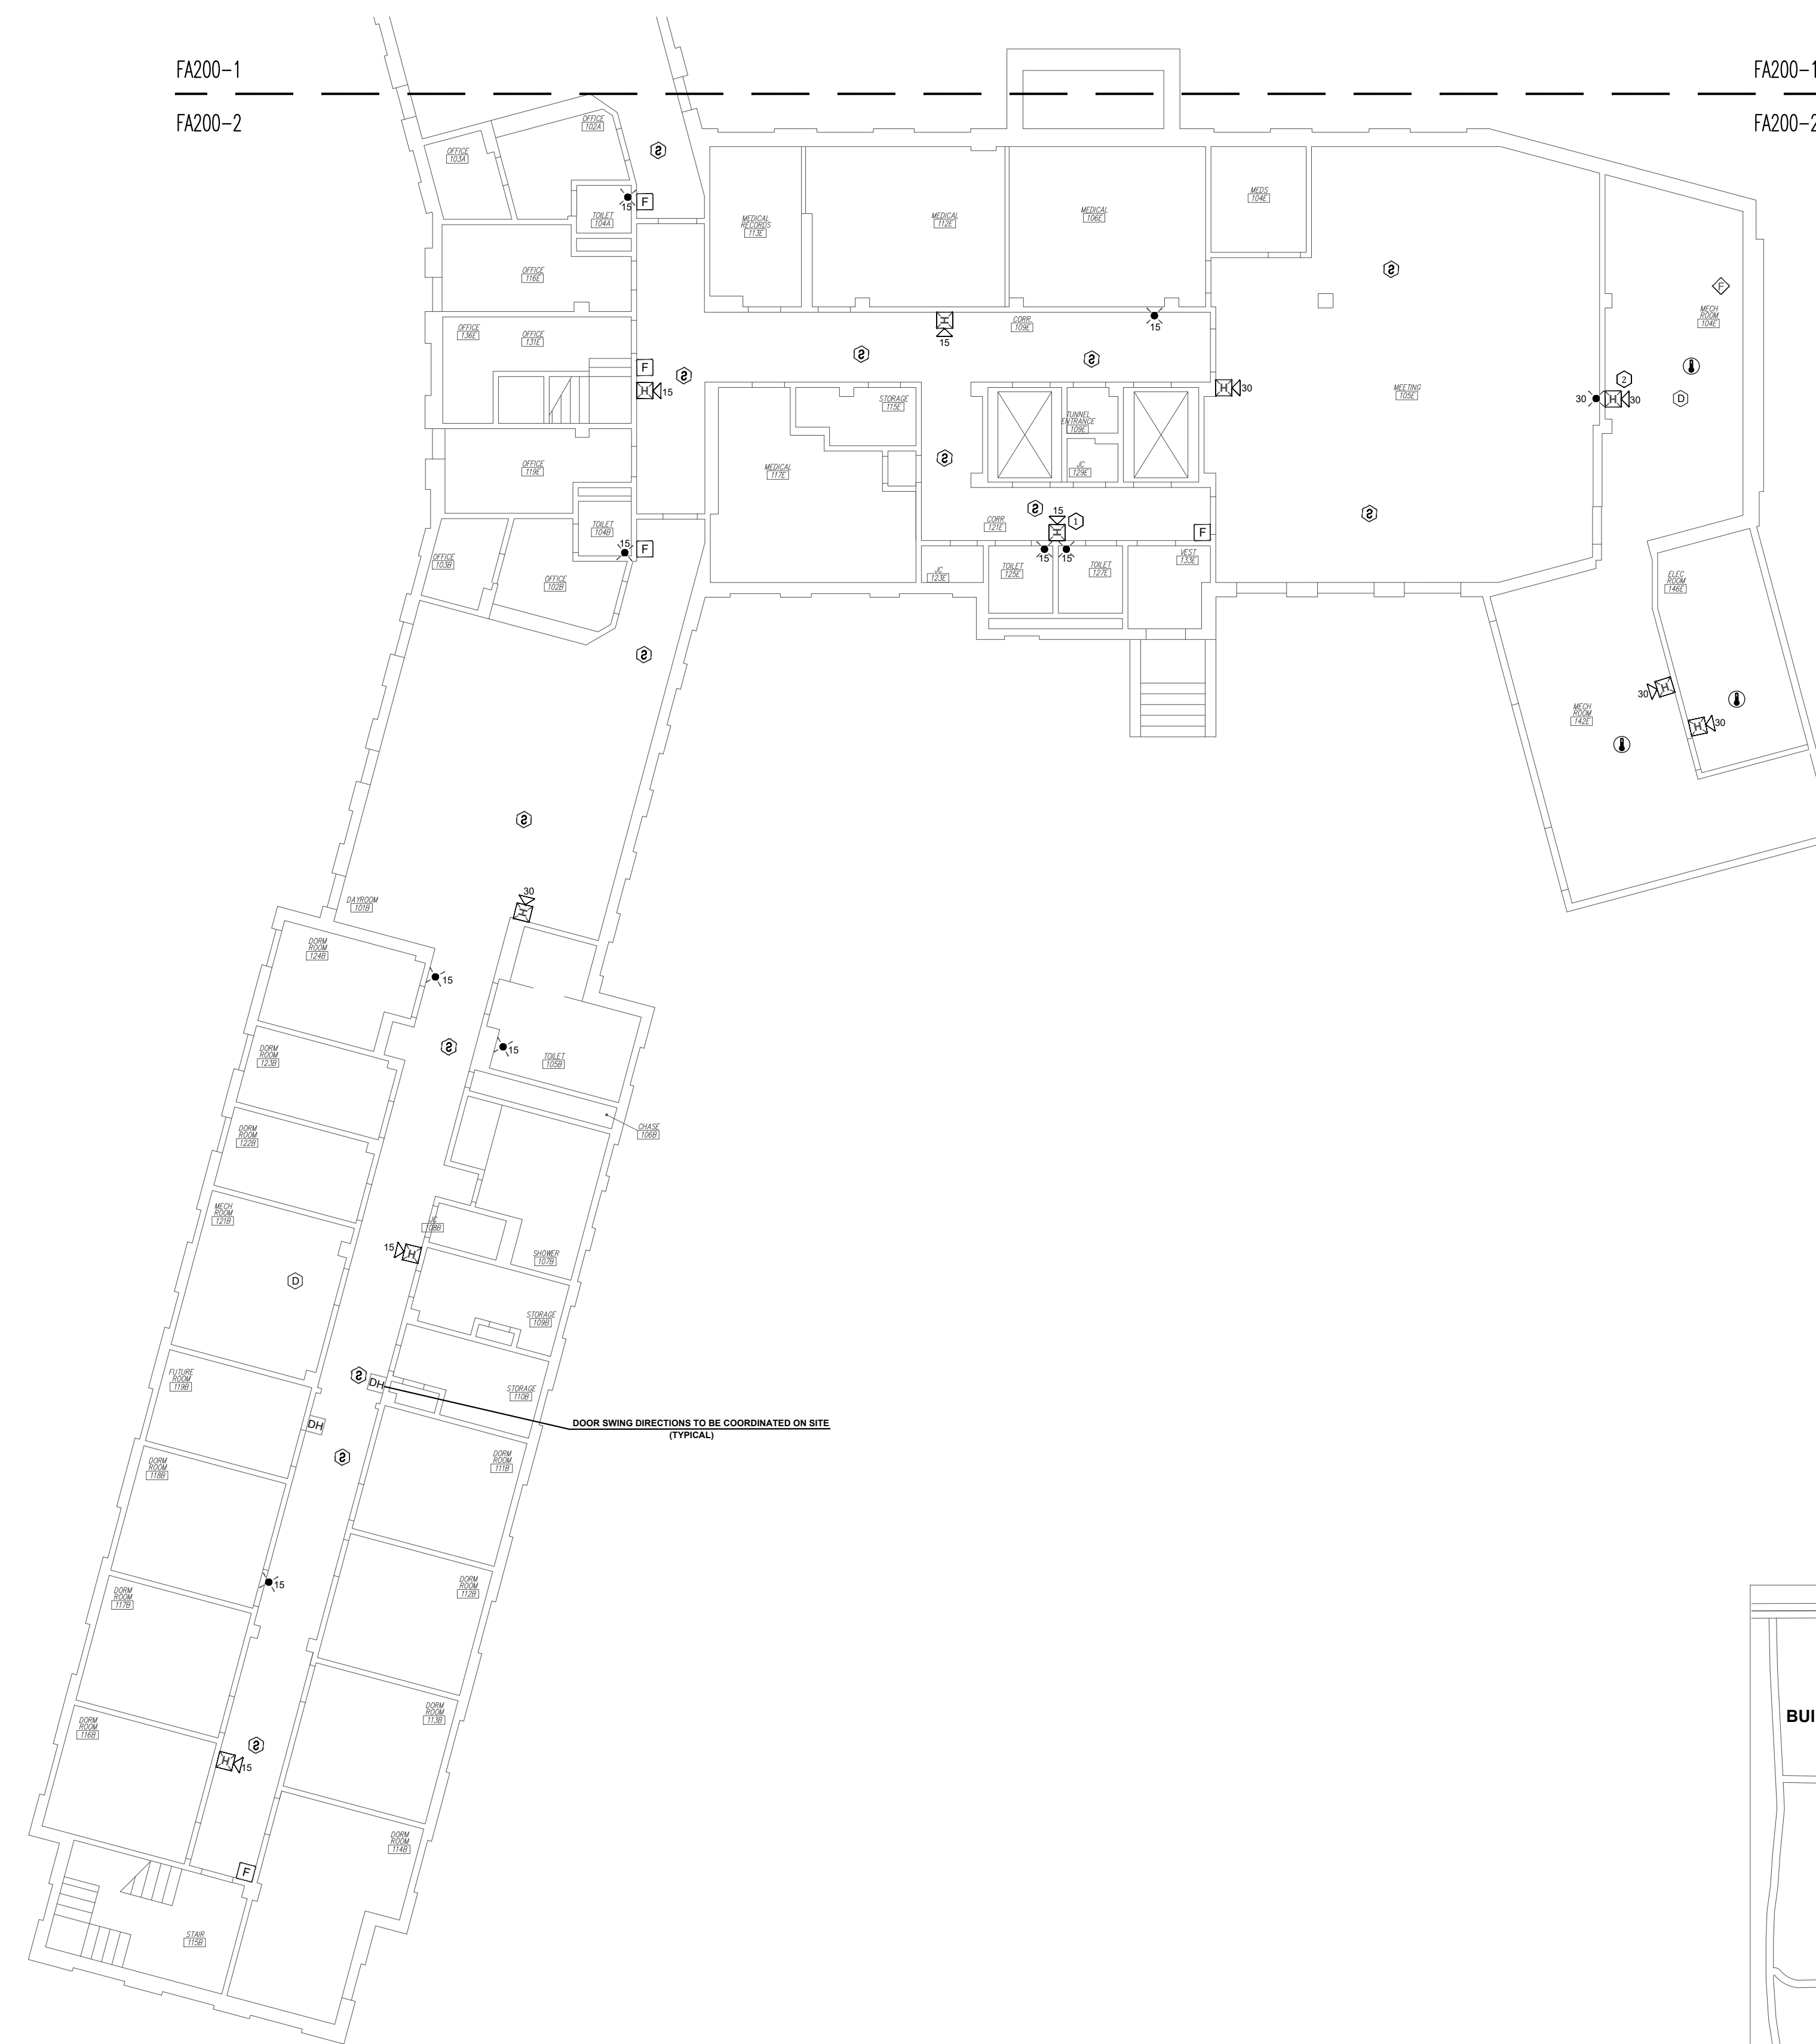 FA200-1
FA200-1
FA200-2
FA200-2
OFFICE
102A
OFFICE
103A
15
F
TOILET
104A
MEDICAL
RECORDS
113E
MEDICAL
112E
MEDICAL
106E
MEDS
104E
OFFICE
116E
F
MECH
ROOM
104E
OFFICE
136E
OFFICE
131E
H
15
CORR.
109E
15
F
H
15
H
30
MEETING
105E
2
30
H
30
D
STORAGE
115E
TUNNEL
ENTRANCE
109E
JC
129E
OFFICE
119E
MEDICAL
117E
15
H
1
CORR.
121E
F
TOILET
104B
15
F
OFFICE
103B
OFFICE
102B
JC
123E
TOILET
125E
15
15
TOILET
127E
VEST
133E
ELEC
ROOM
146E
30
H
H
30
MECH
ROOM
142E
30
H
DAYROOM
101B
DORM
ROOM
124B
15
DORM
ROOM
123B
15
TOILET
105B
CHASE
106B
DORM
ROOM
122B
MECH
ROOM
121B
JC
108B
15
H
SHOWER
107B
D
STORAGE
109B
FUTURE
ROOM
119B
DH
STORAGE
110B
DOOR SWING DIRECTIONS TO BE COORDINATED ON SITE
(TYPICAL)
DH
DORM
ROOM
118B
DORM
ROOM
111B
15
DORM
ROOM
117B
DORM
ROOM
112B
DORM
ROOM
116B
DORM
ROOM
113B
H
15
BUI
DORM
ROOM
114B
F
STAIR
115B
S
S
S
S
S
S
S
S
S
S
S
S
S
S